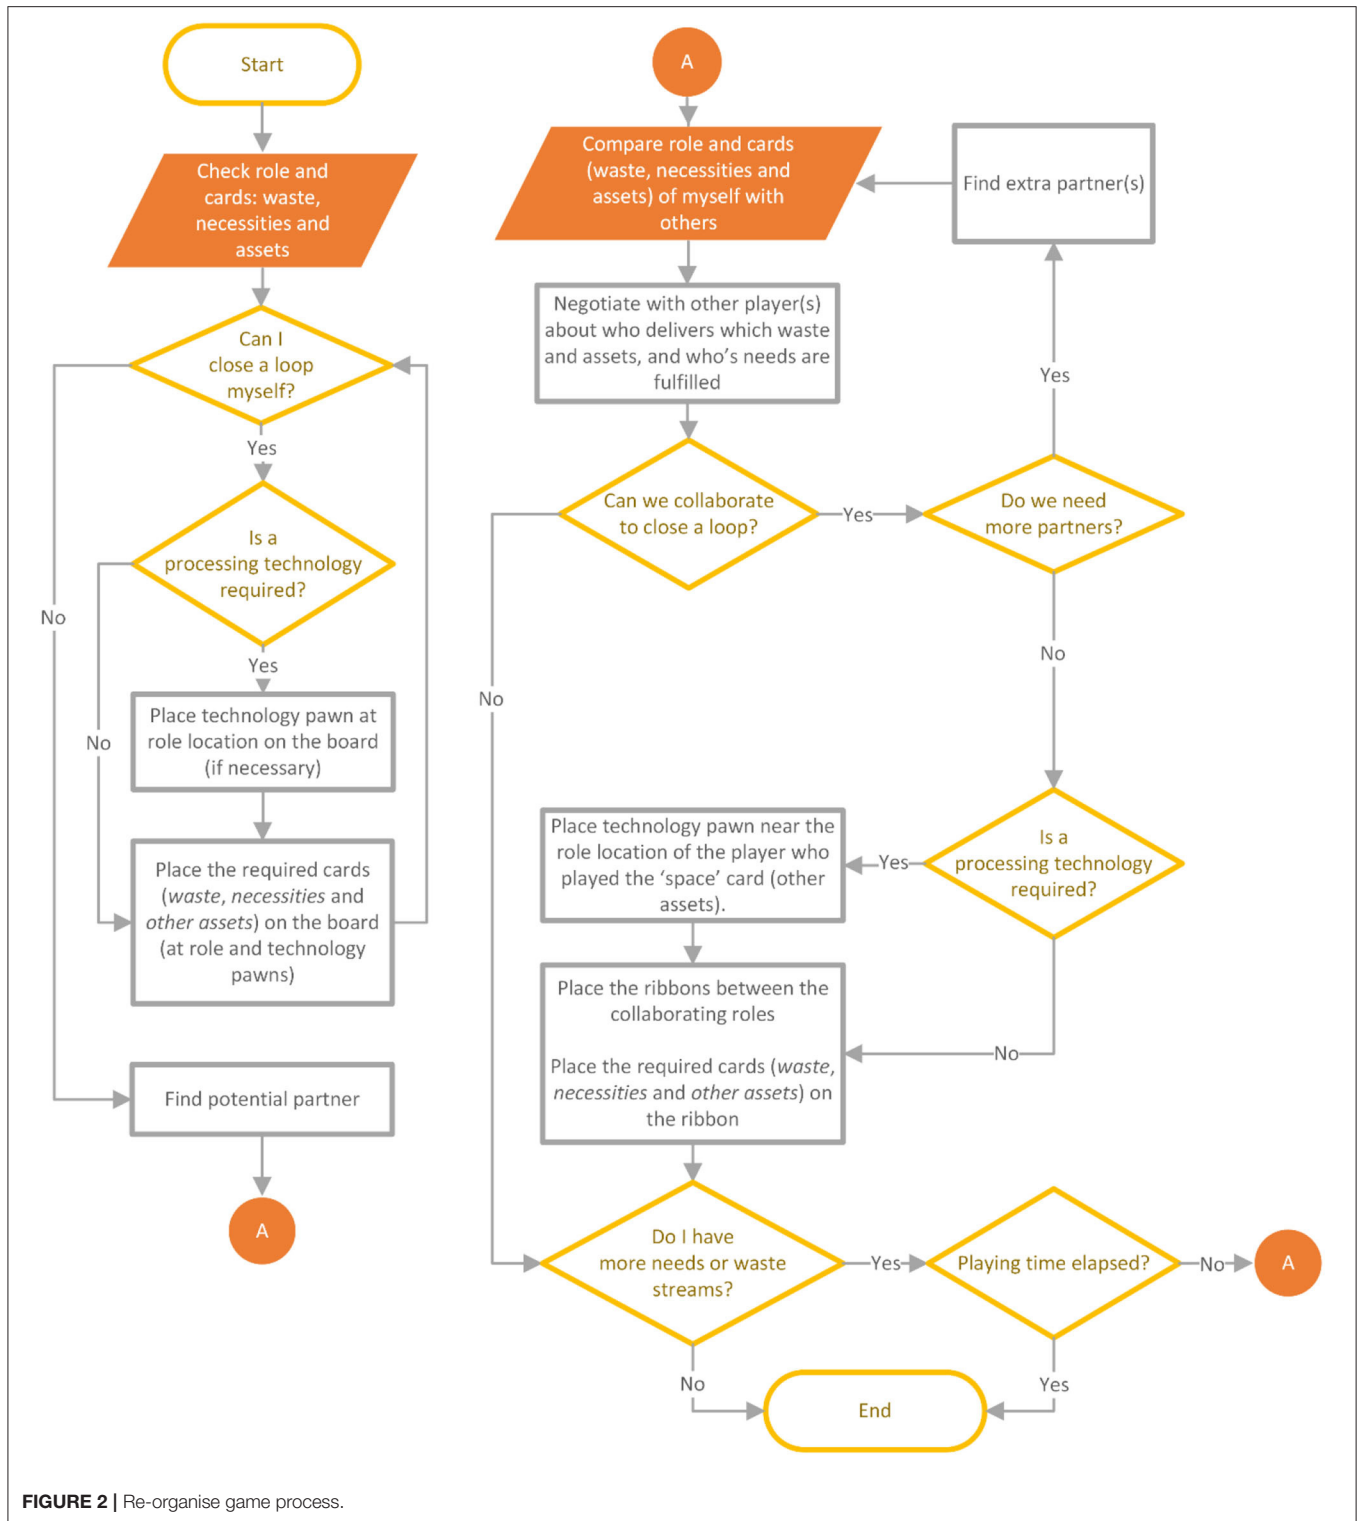 Start
Check role and
cards: waste,
necessities and
assets
Can I
close a loop
myself?
Yes
Is a
processing technology
required?
No
Yes
Place technology pawn at
role location on the board
(if necessary)
No
Place the required cards
(waste, necessities and
other assets) on the board
(at role and technology
pawns)
Find potential partner
A
A
Compare role and cards
(waste, necessities and
assets) of myself with
others
Find extra partner(s)
Negotiate with other player(s)
about who delivers which waste
and assets, and who's needs are
fulfilled
Yes
Can we collaborate
to close a loop?
Yes
Do we need
more partners?
No
No
Place technology pawn near the
role location of the player who
played the ‘space’ card (other
assets).
Yes
Is a
processing technology
required?
Place the ribbons between the
collaborating roles
Place the required cards (waste,
necessities and other assets) on
the ribbon
No
Do I have
more needs or waste
streams?
Yes
Playing time elapsed?
No
A
No
Yes
End
FIGURE 2 | Re-organise game process.